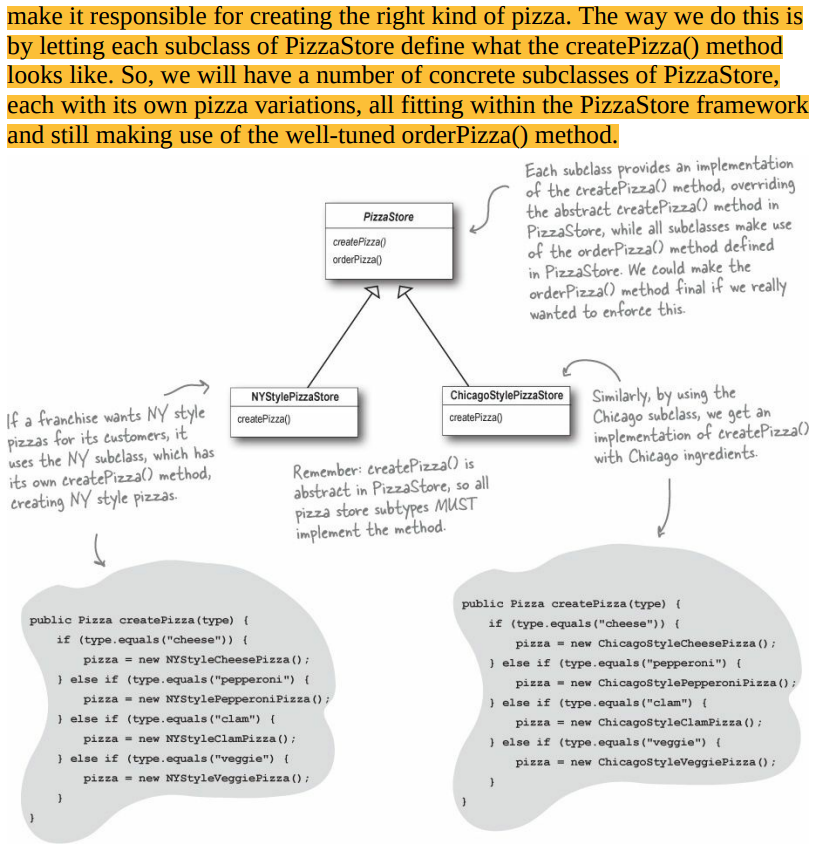 make it responsible for creating the right kind of pizza. The way we do this is
by letting each subclass of PizzaStore define what the createPizza() method
looks like. So, we will have a number of concrete subclasses of PizzaStore,
each with its own pizza variations, all fitting within the PizzaStore framework
and still making use of the well-tuned orderPizza() method.
Each subclass provides an implementation
of the createPizza() method, overriding
the abstract createPizza() method in
PizzaStore, while all subclasses make use
of the orderPizza() method defined
in PizzaStore. We could make the
orderPizza() method final if we really
wanted to enforce this.
PizzaStore
createPizza()
orderPizza()
NYStylePizzaStore
createPizza()
ChicagoStylePizzaStore
createPizza()
If a franchise wants NY style
pizzas for its customers, it
uses the NY subclass, which has
its own createPizza() method,
creating NY style pizzas.
Similarly, by using the
Chicago subclass, we get an
implementation of createPizza()
with Chicago ingredients.
Remember: createPizza() is
abstract in PizzaStore, so all
pizza store subtypes MUST
implement the method.
public Pizza createPizza(type) {
if (type.equals("cheese")) {
pizza = new NYStyleCheesePizza();
} else if (type.equals("pepperoni") {
pizza = new NYStylePepperoniPizza();
} else if (type.equals("clam") {
pizza = new NYStyleClamPizza();
} else if (type.equals("veggie") {
pizza = new NYStyleVeggiePizza();
}
}
public Pizza createPizza(type) {
if (type.equals("cheese")) {
pizza = new ChicagoStyleCheesePizza();
} else if (type.equals("pepperoni") {
pizza = new ChicagoStylePepperoniPizza();
} else if (type.equals("clam") {
pizza = new ChicagoStyleClamPizza();
} else if (type.equals("veggie") {
pizza = new ChicagoStyleVeggiePizza();
}
}